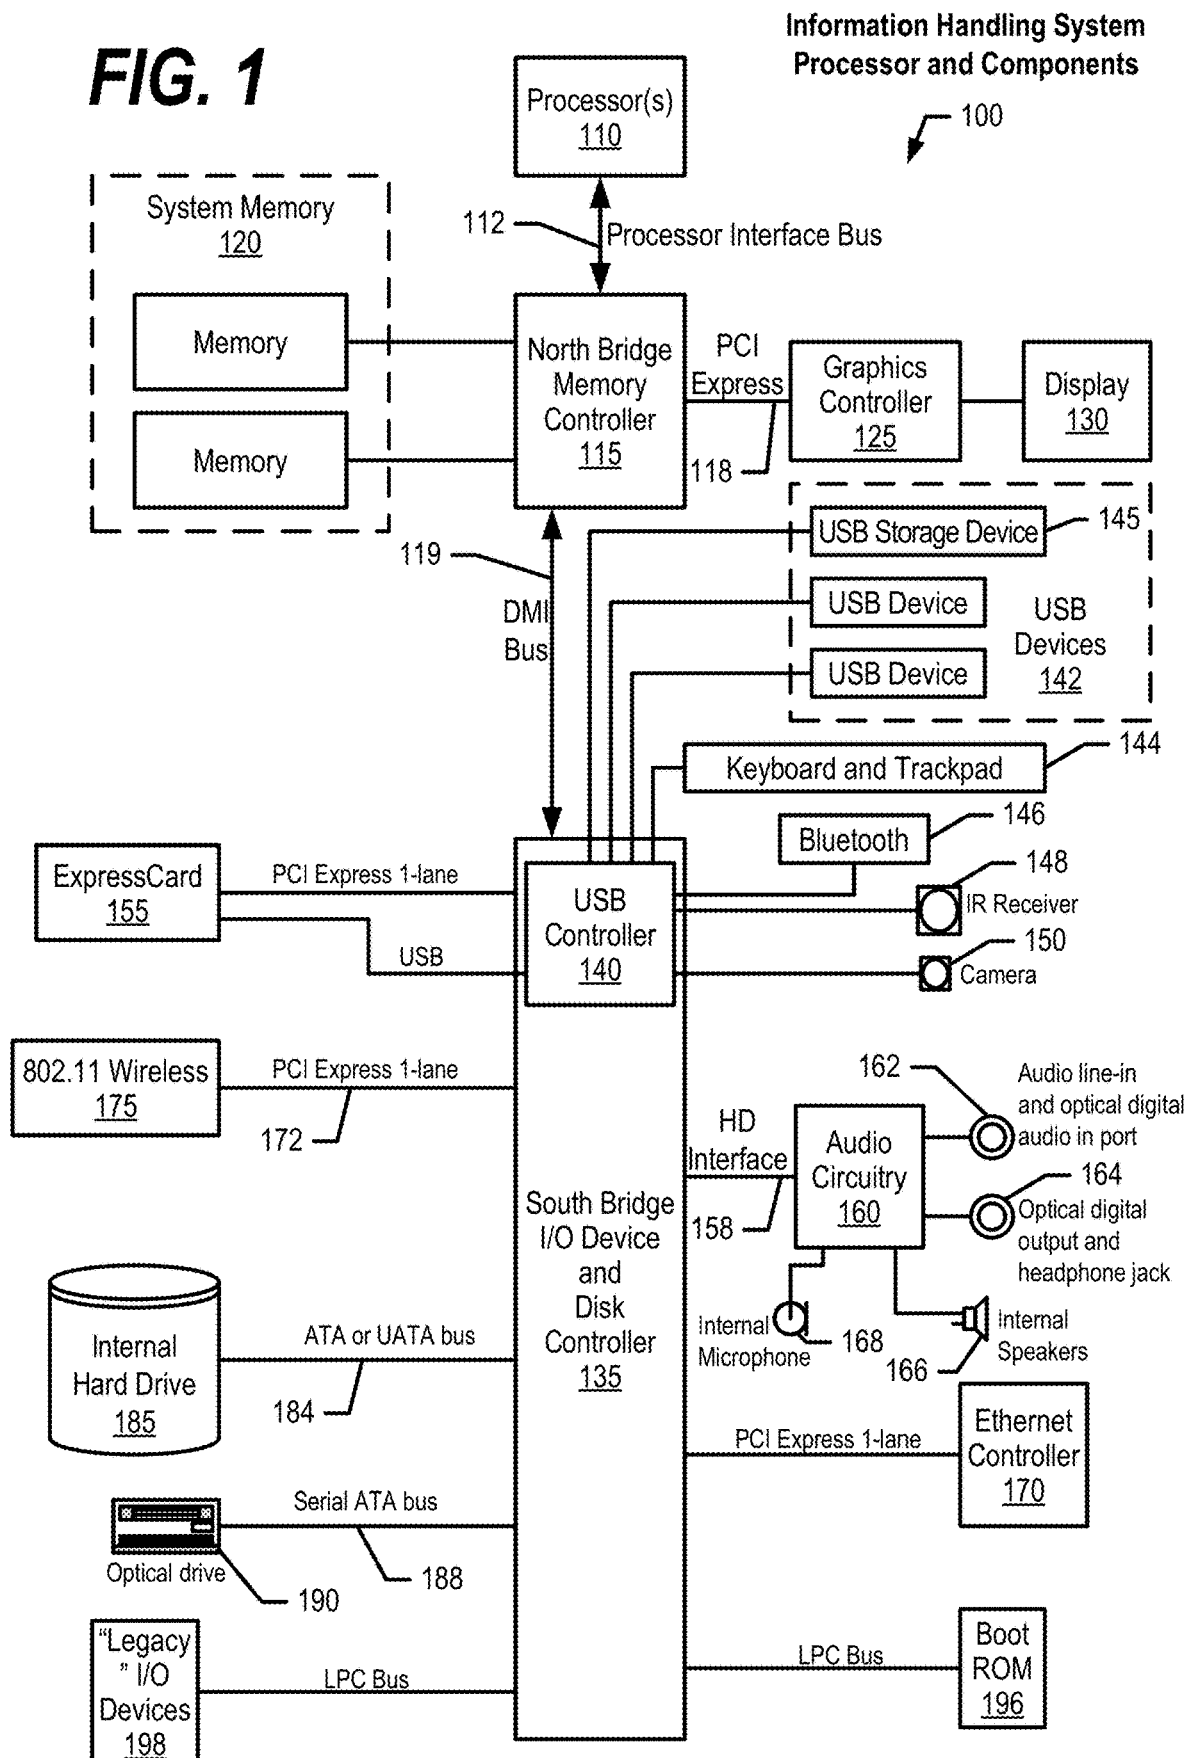 Information Handling System
Processor and Components
FIG. 1
100
Processor(s)
110
112
Processor Interface Bus
System Memory
120
Memory
Memory
North Bridge
Memory
Controller
115
PCI
Express
118
Graphics
Controller
125
Display
130
119
DMI
Bus
USB Storage Device
145
USB Device
USB Device
USB
Devices
142
Keyboard and Trackpad
144
Bluetooth
146
148
IR Receiver
150
Camera
ExpressCard
155
PCI Express 1-lane
USB
USB
Controller
140
802.11 Wireless
175
PCI Express 1-lane
172
South Bridge
I/O Device
and
Disk
Controller
135
HD
Interface
158
Audio
Circuitry
160
162
Audio line-in
and optical digital
audio in port
164
Optical digital
output and
headphone jack
Internal
Microphone
168
Internal
Speakers
166
Internal
Hard Drive
185
ATA or UATA bus
184
PCI Express 1-lane
Ethernet
Controller
170
Serial ATA bus
188
Optical drive
190
“Legacy
” I/O
Devices
198
LPC Bus
LPC Bus
Boot
ROM
196